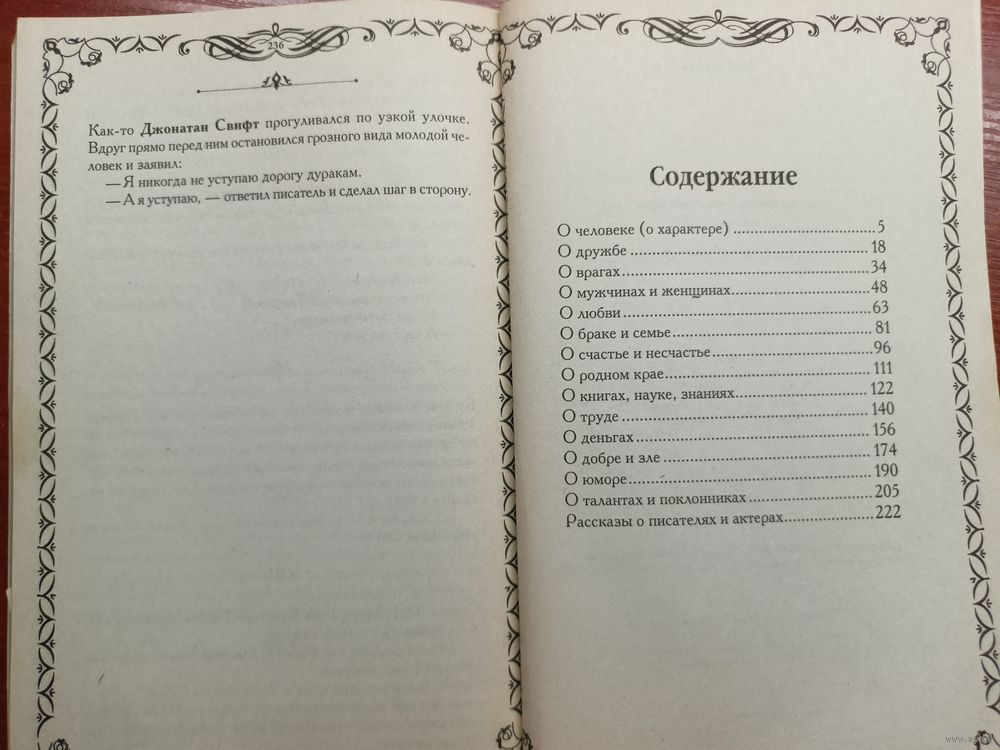 236
Как-то Джонатан Свифт прогуливался по узкой улочке.
Вдруг прямо перед ним остановился грозного вида молодой че-
ловек и заявил:
— Я никогда не уступаю дорогу дуракам.
— А я уступаю, — ответил писатель и сделал шаг в сторону.
Содержание
О человеке (о характере) ..............................5
О дружбе ..................................................18
О врагах....................................................34
О мужчинах и женщинах............................48
О любви ....................................................63
О браке и семье..........................................81
О счастье и несчастье..................................96
О родном крае..........................................111
О книгах, науке, знаниях............................122
О труде ....................................................140
О деньгах..................................................156
О добре и зле ............................................174
О юморе....................................................190
О талантах и поклонниках ..........................205
Рассказы о писателях и актерах....................222